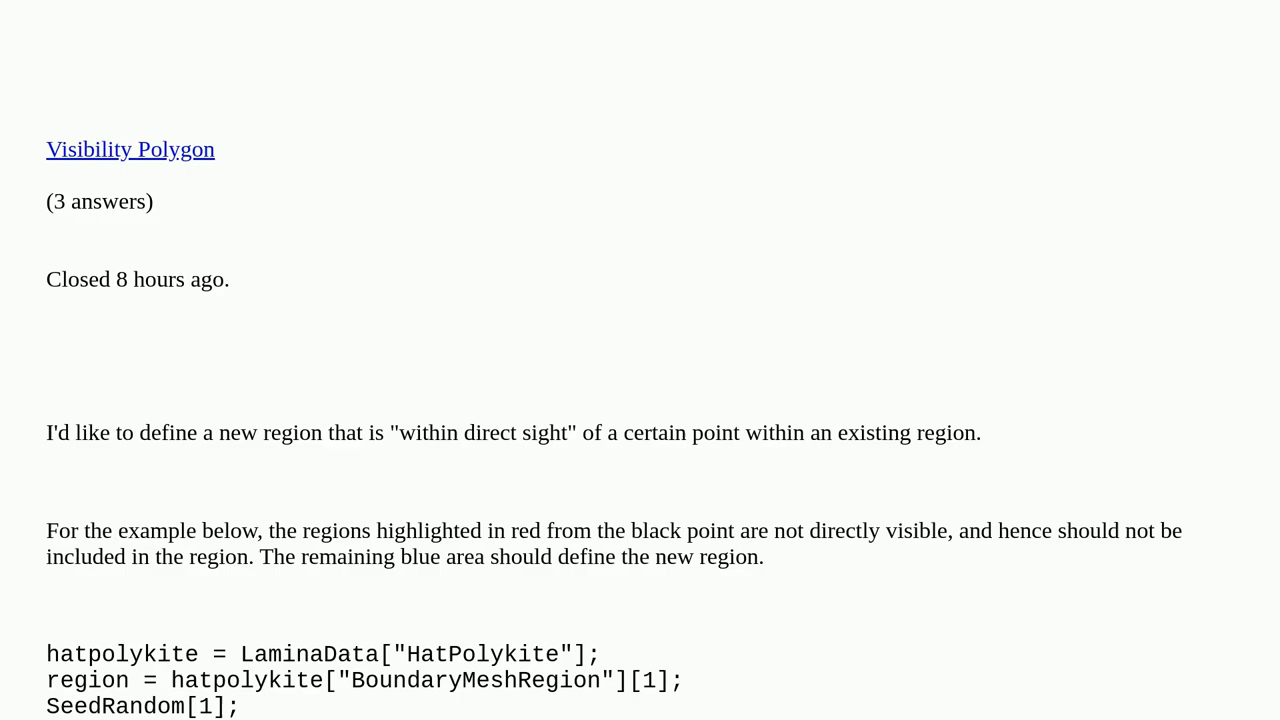 Visibility Polygon
(3 answers)
Closed 8 hours ago.
I'd like to define a new region that is "within direct sight" of a certain point within an existing region.
For the example below, the regions highlighted in red from the black point are not directly visible, and hence should not be
included in the region. The remaining blue area should define the new region.
hatpolykite = LaminaData["HatPolykite"];
region = hatpolykite["BoundaryMeshRegion"][1];
SeedRandom[1];